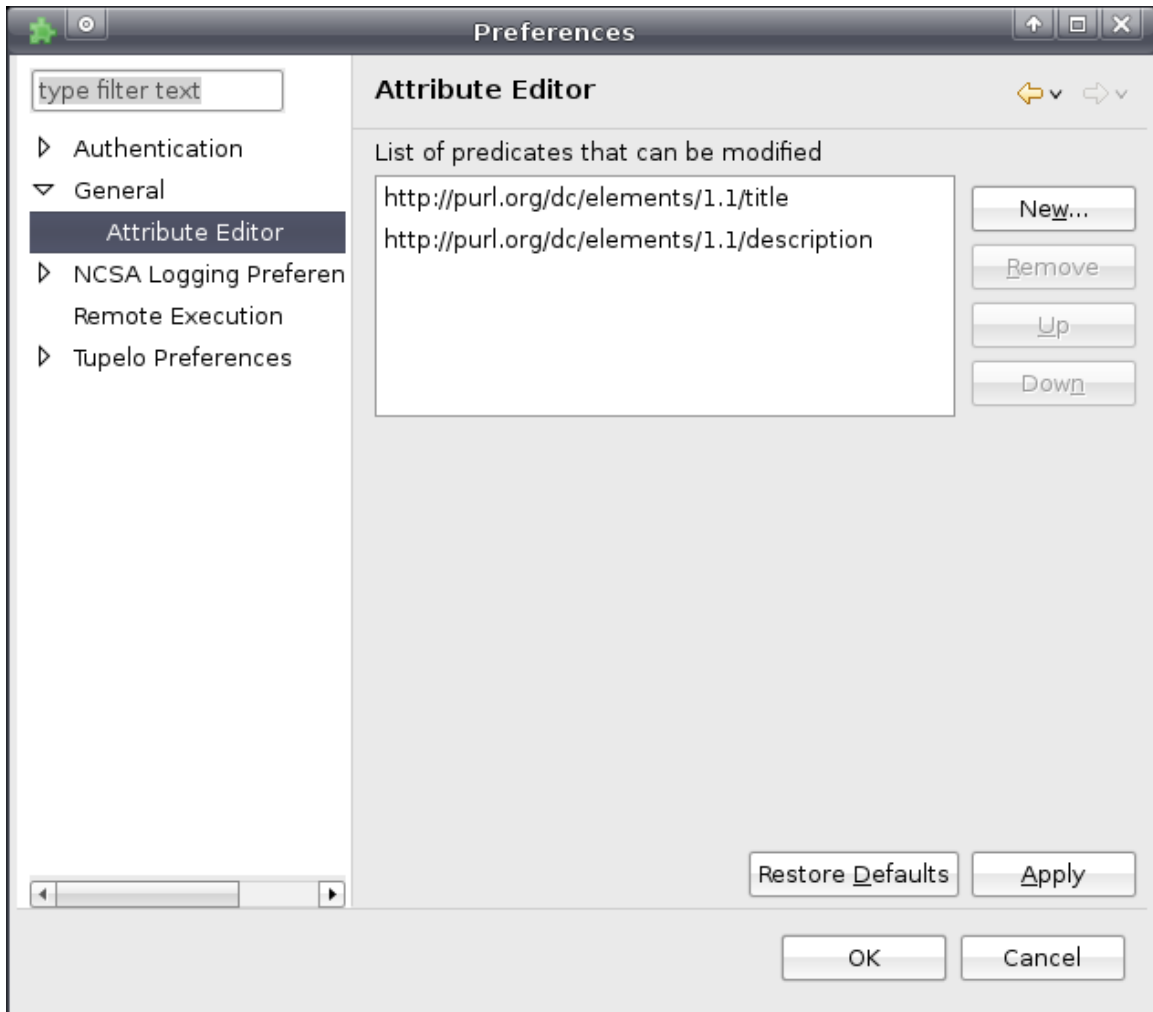 Preferences
type filter text
Authentication
General
Attribute Editor
NCSA Logging Preferen
Remote Execution
Tupelo Preferences
Attribute Editor
List of predicates that can be modified
http://purl.org/dc/elements/1.1/title
http://purl.org/dc/elements/1.1/description
New...
Remove
Up
Down
Restore Defaults
Apply
OK
Cancel